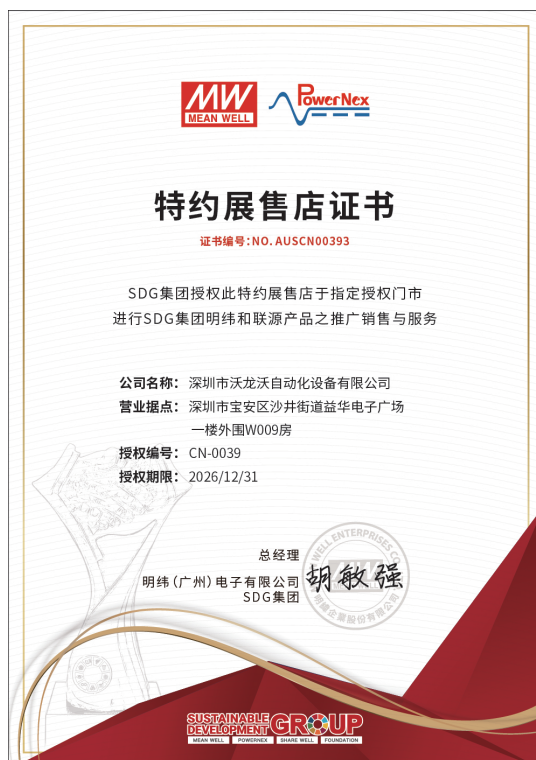 MW
MEAN WELL
PowerNex
特约展售店证书
证书编号:NO.AUSCN00393
SDG集团授权此特约展售店于指定授权门市
进行SDG集团明纬和联源产品之推广销售与服务
公司名称： 深圳市沃龙沃自动化设备有限公司
营业据点： 深圳市宝安区沙井街道益华电子广场
一楼外围W009房
授权编号： CN-0039
授权期限： 2026/12/31
总经理
明纬（广州）电子有限公司
SDG集团
胡敏强
WELL ENTERPRISES CO
MW
明緯企業股份有限公司
SUSTAINABLE
DEVELOPMENT
GROUP
MEAN WELL
POWERNEX
SHARE WELL
FOUNDATION